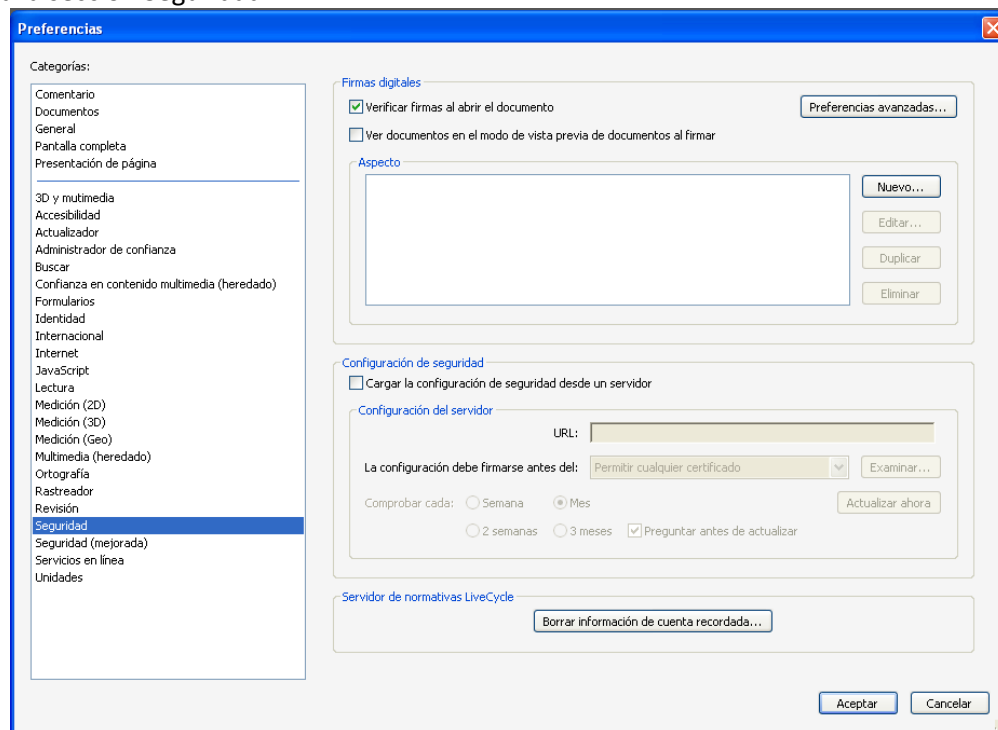 Preferencias
Categorías:
Comentario
Documentos
General
Pantalla completa
Presentación de página
3D y mutimedia
Accesibilidad
Actualizador
Administrador de confianza
Buscar
Confianza en contenido multimedia (heredado)
Formularios
Identidad
Internacional
Internet
JavaScript
Lectura
Medición (2D)
Medición (3D)
Medición (Geo)
Multimedia (heredado)
Ortografía
Rastreador
Revisión
Seguridad
Seguridad (mejorada)
Servicios en línea
Unidades
Firmas digitales
Verificar firmas al abrir el documento
Preferencias avanzadas...
Ver documentos en el modo de vista previa de documentos al firmar
Aspecto
Nuevo...
Editar...
Duplicar
Eliminar
Configuración de seguridad
Cargar la configuración de seguridad desde un servidor
Configuración del servidor
URL:
La configuración debe firmarse antes del: Permitir cualquier certificado Examinar...
Comprobar cada: Semana Mes Actualizar ahora
2 semanas 3 meses Preguntar antes de actualizar
Servidor de normativas LiveCycle
Borrar información de cuenta recordada...
Aceptar Cancelar